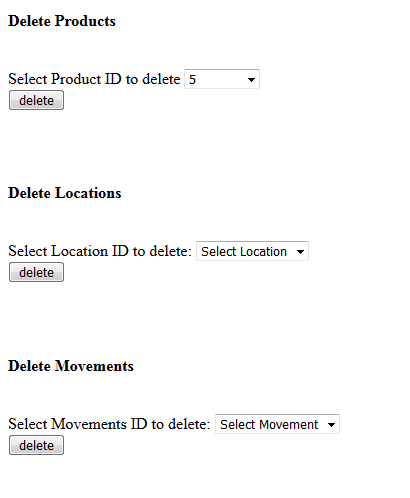 Delete Products
Select Product ID to delete 5
delete
Delete Locations
Select Location ID to delete: Select Location
delete
Delete Movements
Select Movements ID to delete: Select Movement
delete